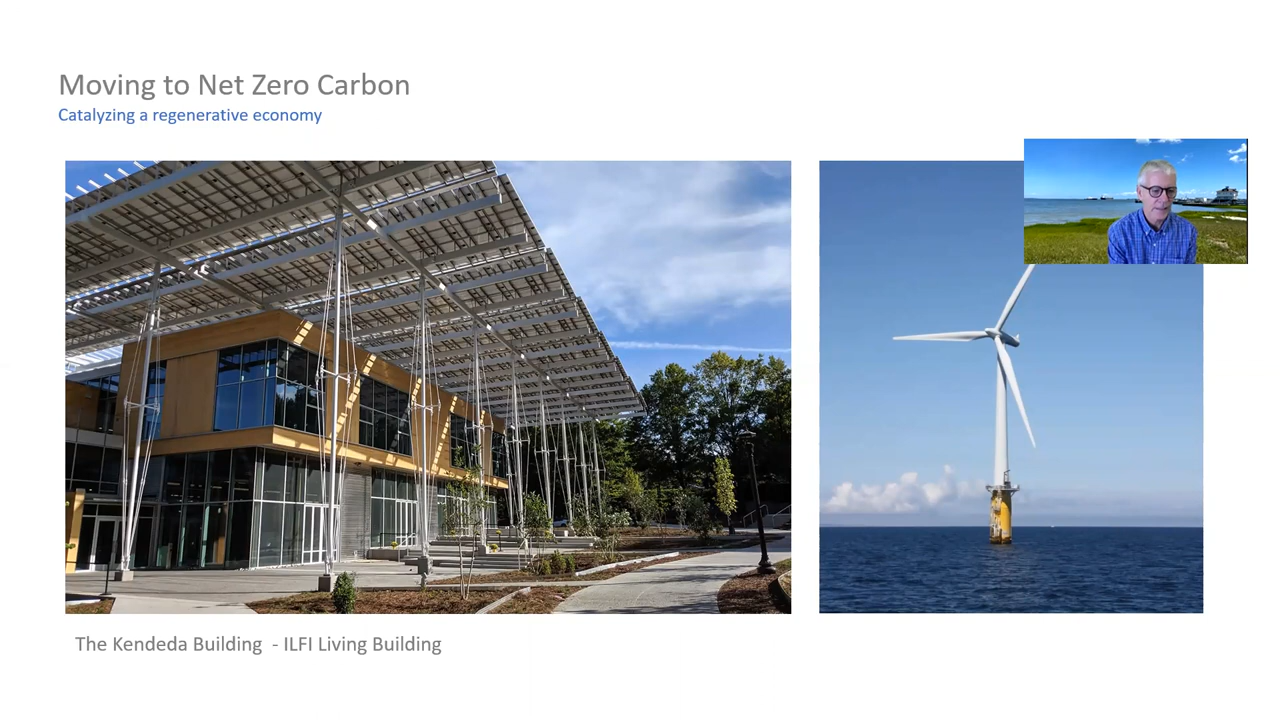 Moving to Net Zero Carbon
Catalyzing a regenerative economy
The Kendeda Building - ILFI Living Building